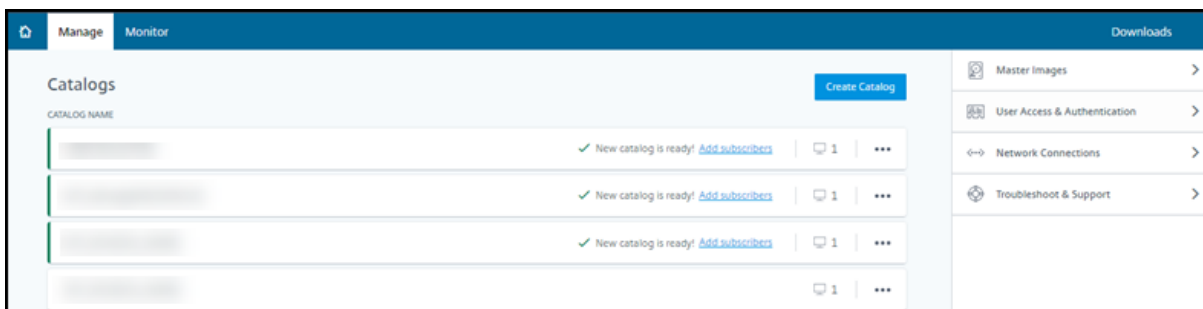 Manage Monitor Downloads
Catalogs
Create Catalog
CATALOG NAME
New catalog is ready! Add subscribers 1
New catalog is ready! Add subscribers 1
New catalog is ready! Add subscribers 1
1
Master Images
User Access & Authentication
Network Connections
Troubleshoot & Support